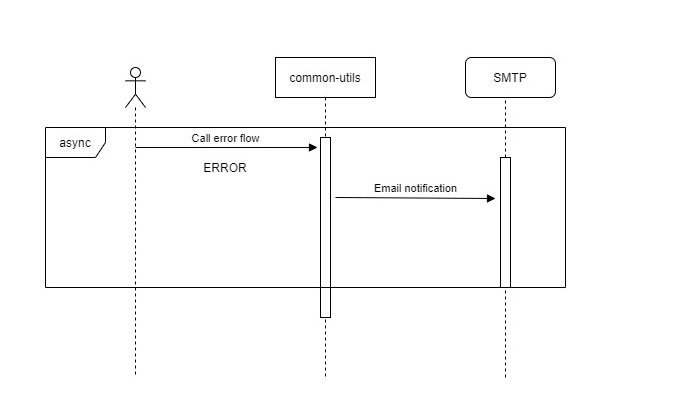 common-utils
SMTP
async
Call error flow
ERROR
Email notification